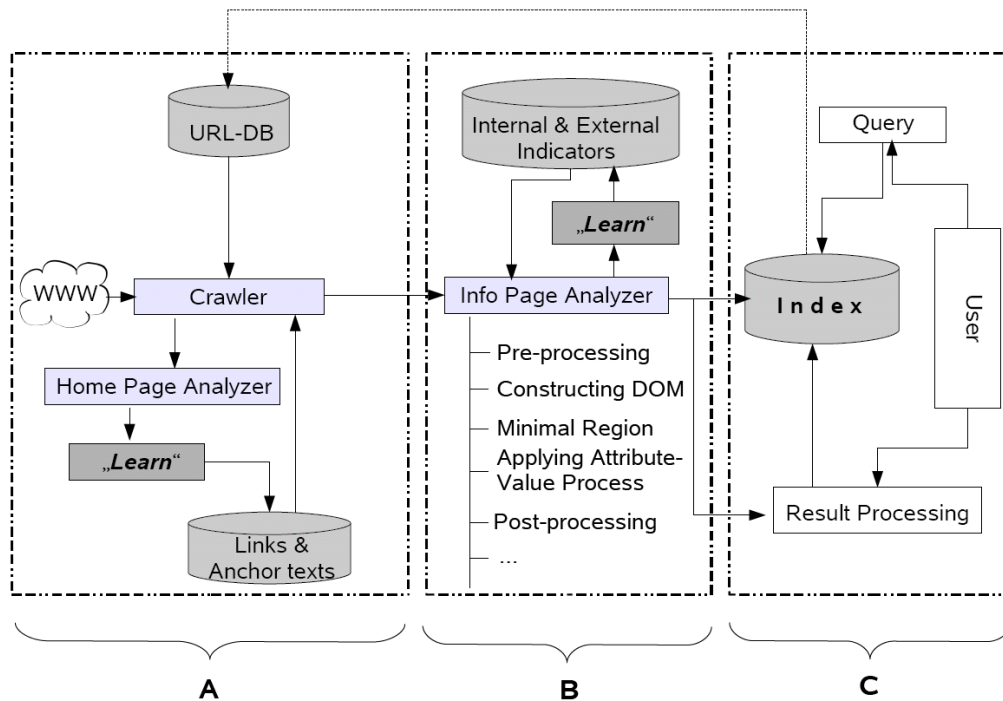 URL-DB
WWW
Crawler
Home Page Analyzer
„Learn“
Links &
Anchor texts
A
Internal & External
Indicators
„Learn“
Info Page Analyzer
Pre-processing
Constructing DOM
Minimal Region
Applying Attribute-
Value Process
Post-processing
...
B
Query
Index
User
Result Processing
C